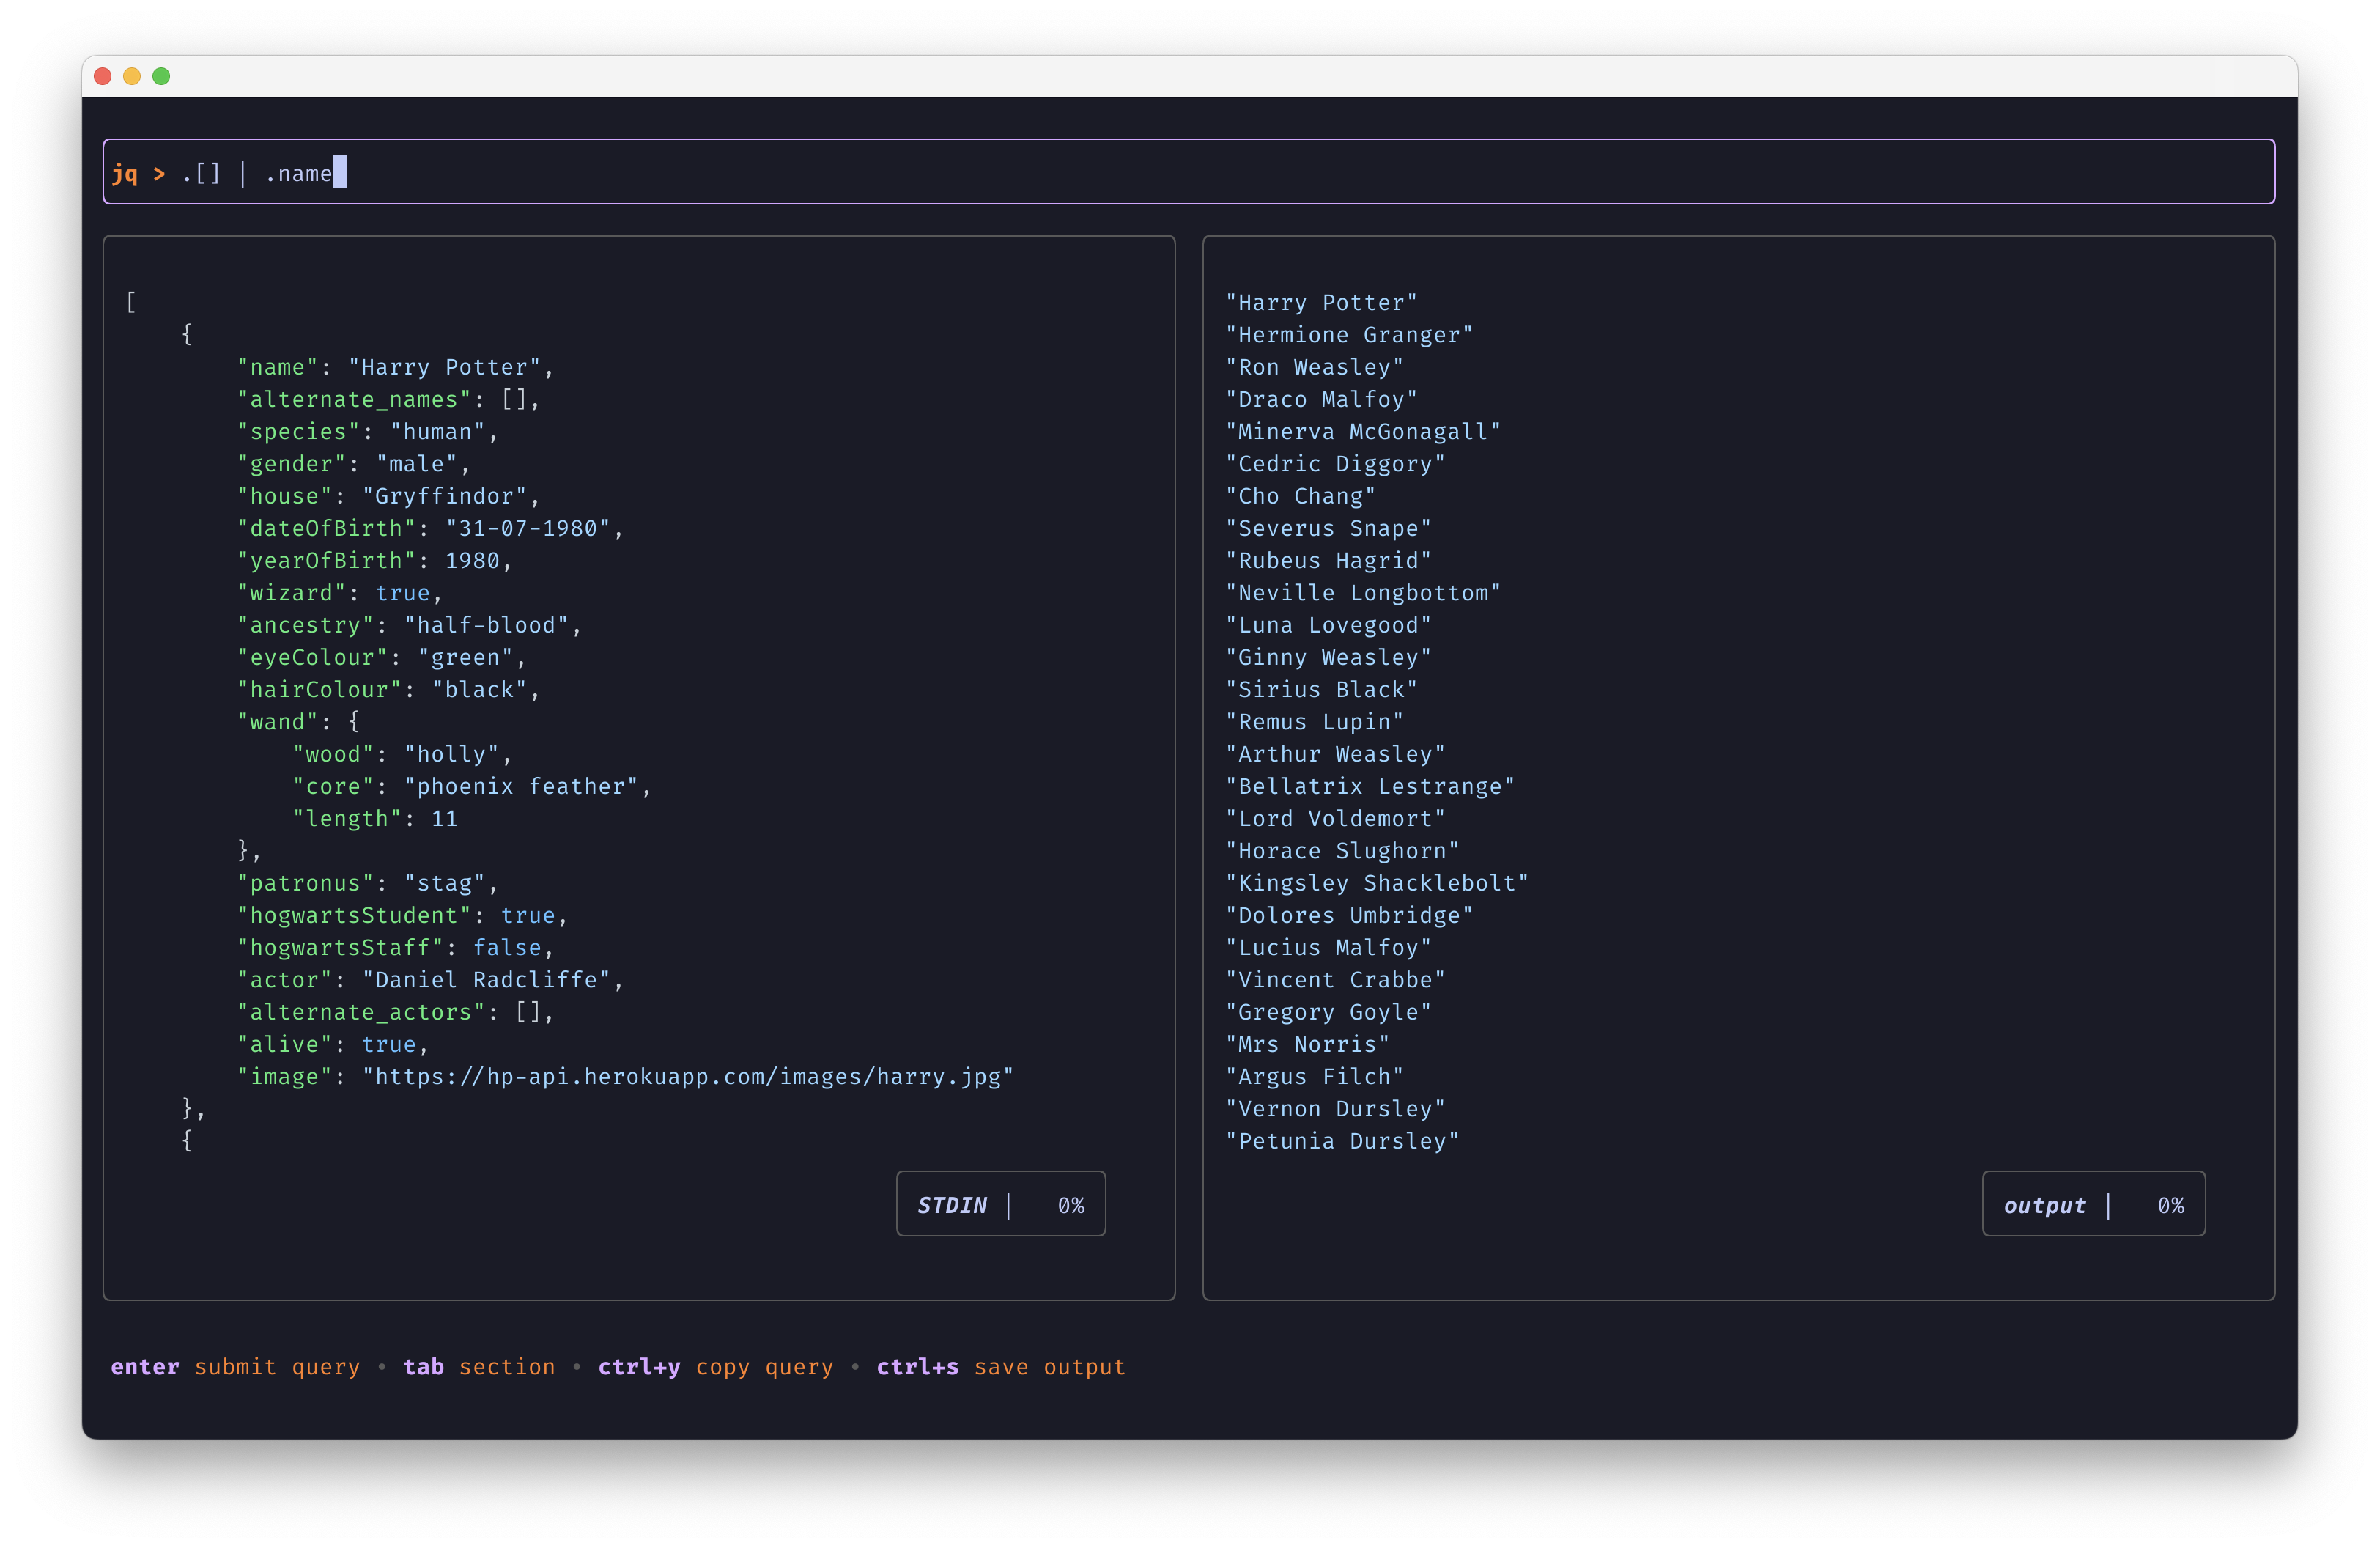 jq > .[] | .name
[
    {
        "name": "Harry Potter",
        "alternate_names": [],
        "species": "human",
        "gender": "male",
        "house": "Gryffindor",
        "dateOfBirth": "31-07-1980",
        "yearOfBirth": 1980,
        "wizard": true,
        "ancestry": "half-blood",
        "eyeColour": "green",
        "hairColour": "black",
        "wand": {
            "wood": "holly",
            "core": "phoenix feather",
            "length": 11
        },
        "patronus": "stag",
        "hogwartsStudent": true,
        "hogwartsStaff": false,
        "actor": "Daniel Radcliffe",
        "alternate_actors": [],
        "alive": true,
        "image": "https://hp-api.herokuapp.com/images/harry.jpg"
    },
    {
STDIN | 0%
"Harry Potter"
"Hermione Granger"
"Ron Weasley"
"Draco Malfoy"
"Minerva McGonagall"
"Cedric Diggory"
"Cho Chang"
"Severus Snape"
"Rubeus Hagrid"
"Neville Longbottom"
"Luna Lovegood"
"Ginny Weasley"
"Sirius Black"
"Remus Lupin"
"Arthur Weasley"
"Bellatrix Lestrange"
"Lord Voldemort"
"Horace Slughorn"
"Kingsley Shacklebolt"
"Dolores Umbridge"
"Lucius Malfoy"
"Vincent Crabbe"
"Gregory Goyle"
"Mrs Norris"
"Argus Filch"
"Vernon Dursley"
"Petunia Dursley"
output | 0%
enter submit query • tab section • ctrl+y copy query • ctrl+s save output